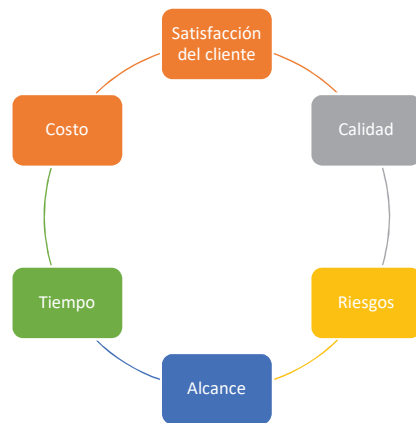 Satisfacción
del cliente
Calidad
Riesgos
Alcance
Tiempo
Costo